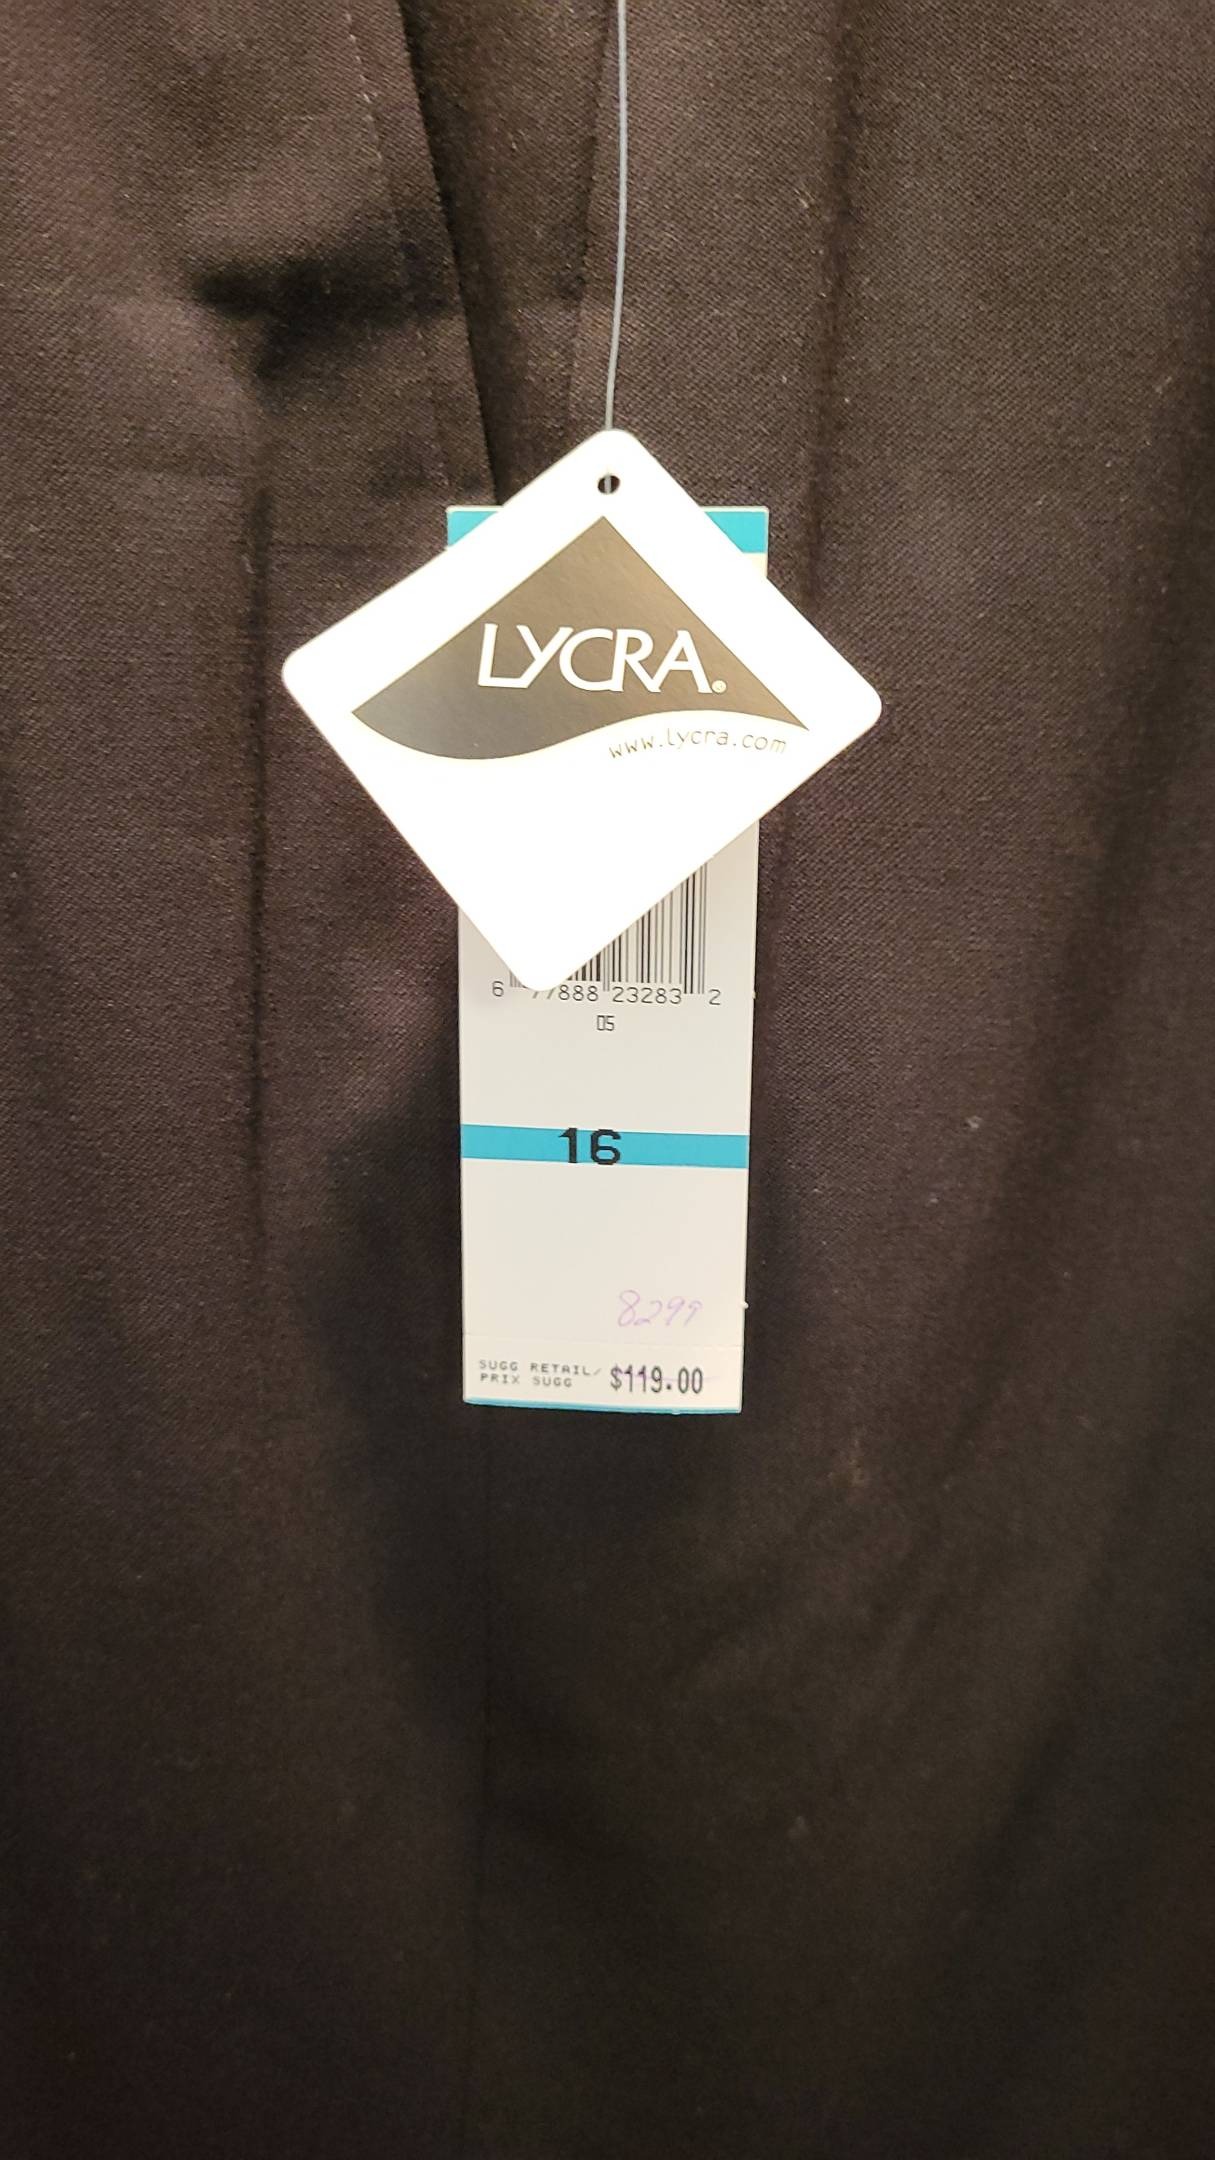 LYCRA®
www.lycra.com
6 77888 23283 2
05
16
8299
SUGG RETAIL/
PRIX SUGG
$119.00